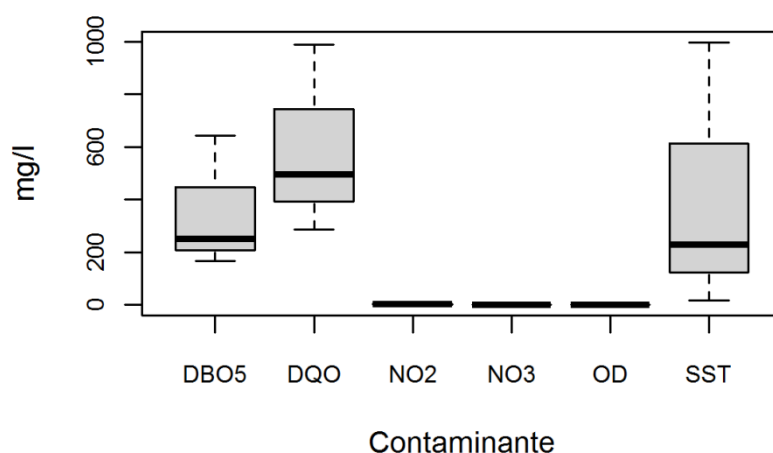 1000
600
200
0
mg/l
DBO5 DQO NO2 NO3 OD SST
Contaminante